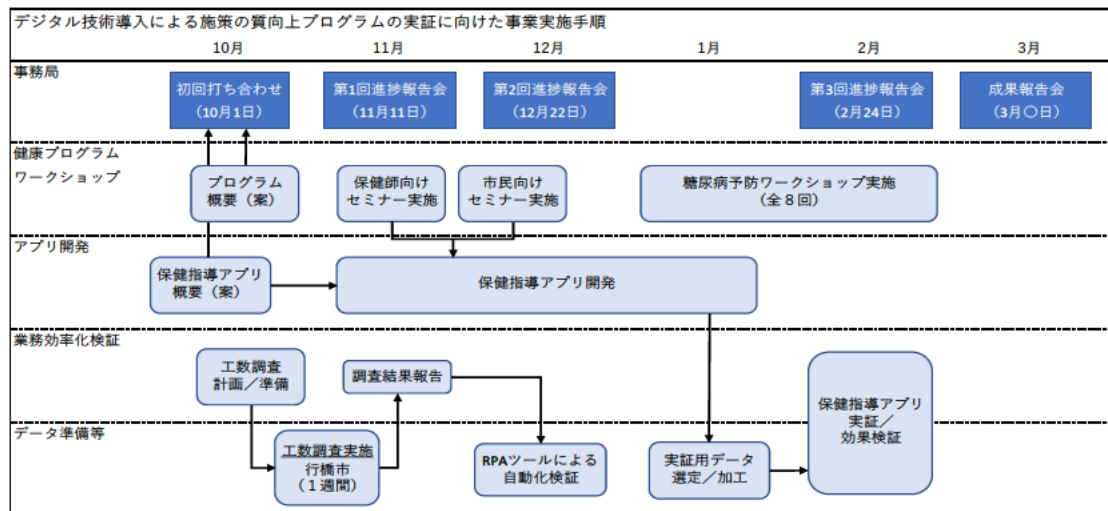 デジタル技術導入による施策の質向上プログラムの実証に向けた事業実施手順
10月
11月
12月
1月
2月
3月
事務局
初回打ち合わせ
（10月1日）
第1回進捗報告会
（11月11日）
第2回進捗報告会
（12月22日）
第3回進捗報告会
（2月24日）
成果報告会
（3月〇日）
健康プログラム
ワークショップ
プログラム
概要（案）
保健師向け
セミナー実施
市民向け
セミナー実施
糖尿病予防ワークショップ実施
（全８回）
アプリ開発
保健指導アプリ
概要（案）
保健指導アプリ開発
業務効率化検証
工数調査
計画／準備
調査結果報告
保健指導アプリ
実証／
効果検証
データ準備等
工数調査実施
行橋市
（１週間）
RPAツールによる
自動化検証
実証用データ
選定／加工